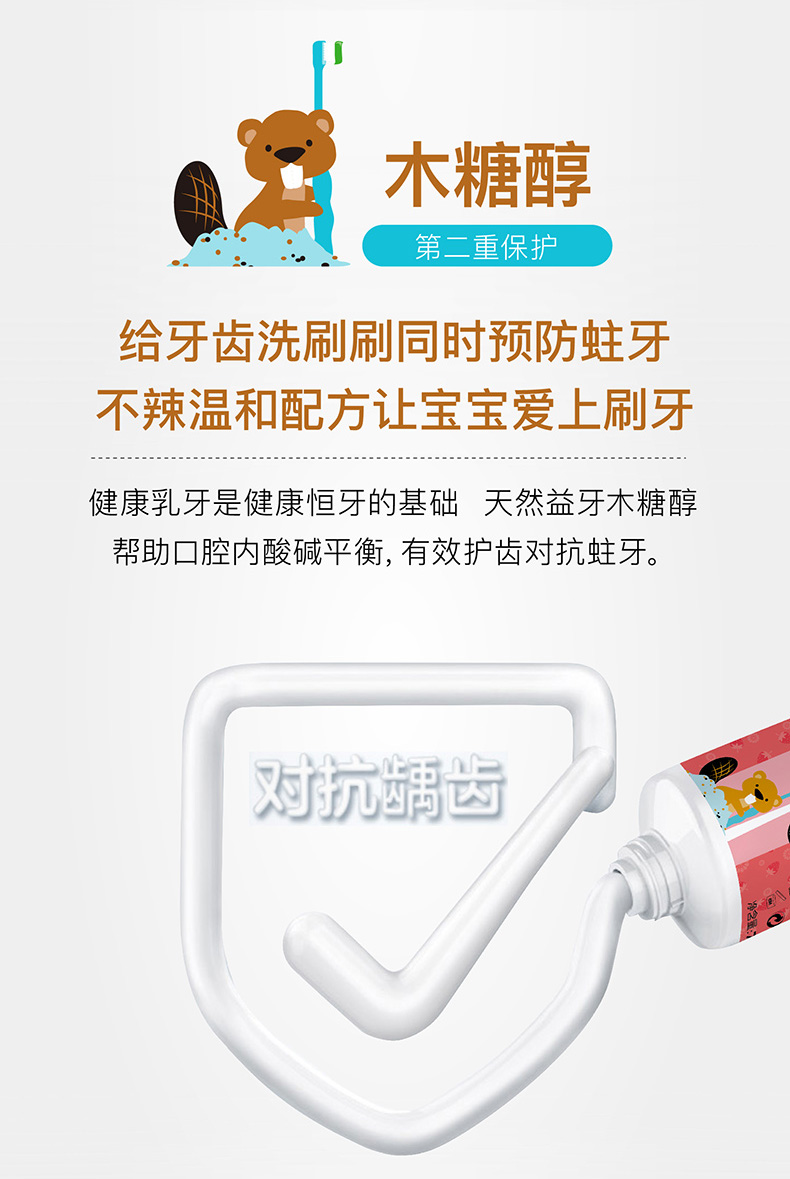 木糖醇
第二重保护
给牙齿洗刷刷同时预防蛀牙
不辣温和配方让宝宝爱上刷牙
健康乳牙是健康恒牙的基础 天然益牙木糖醇
帮助口腔内酸碱平衡,有效护齿对抗蛀牙。
对抗龋齿
净含量: